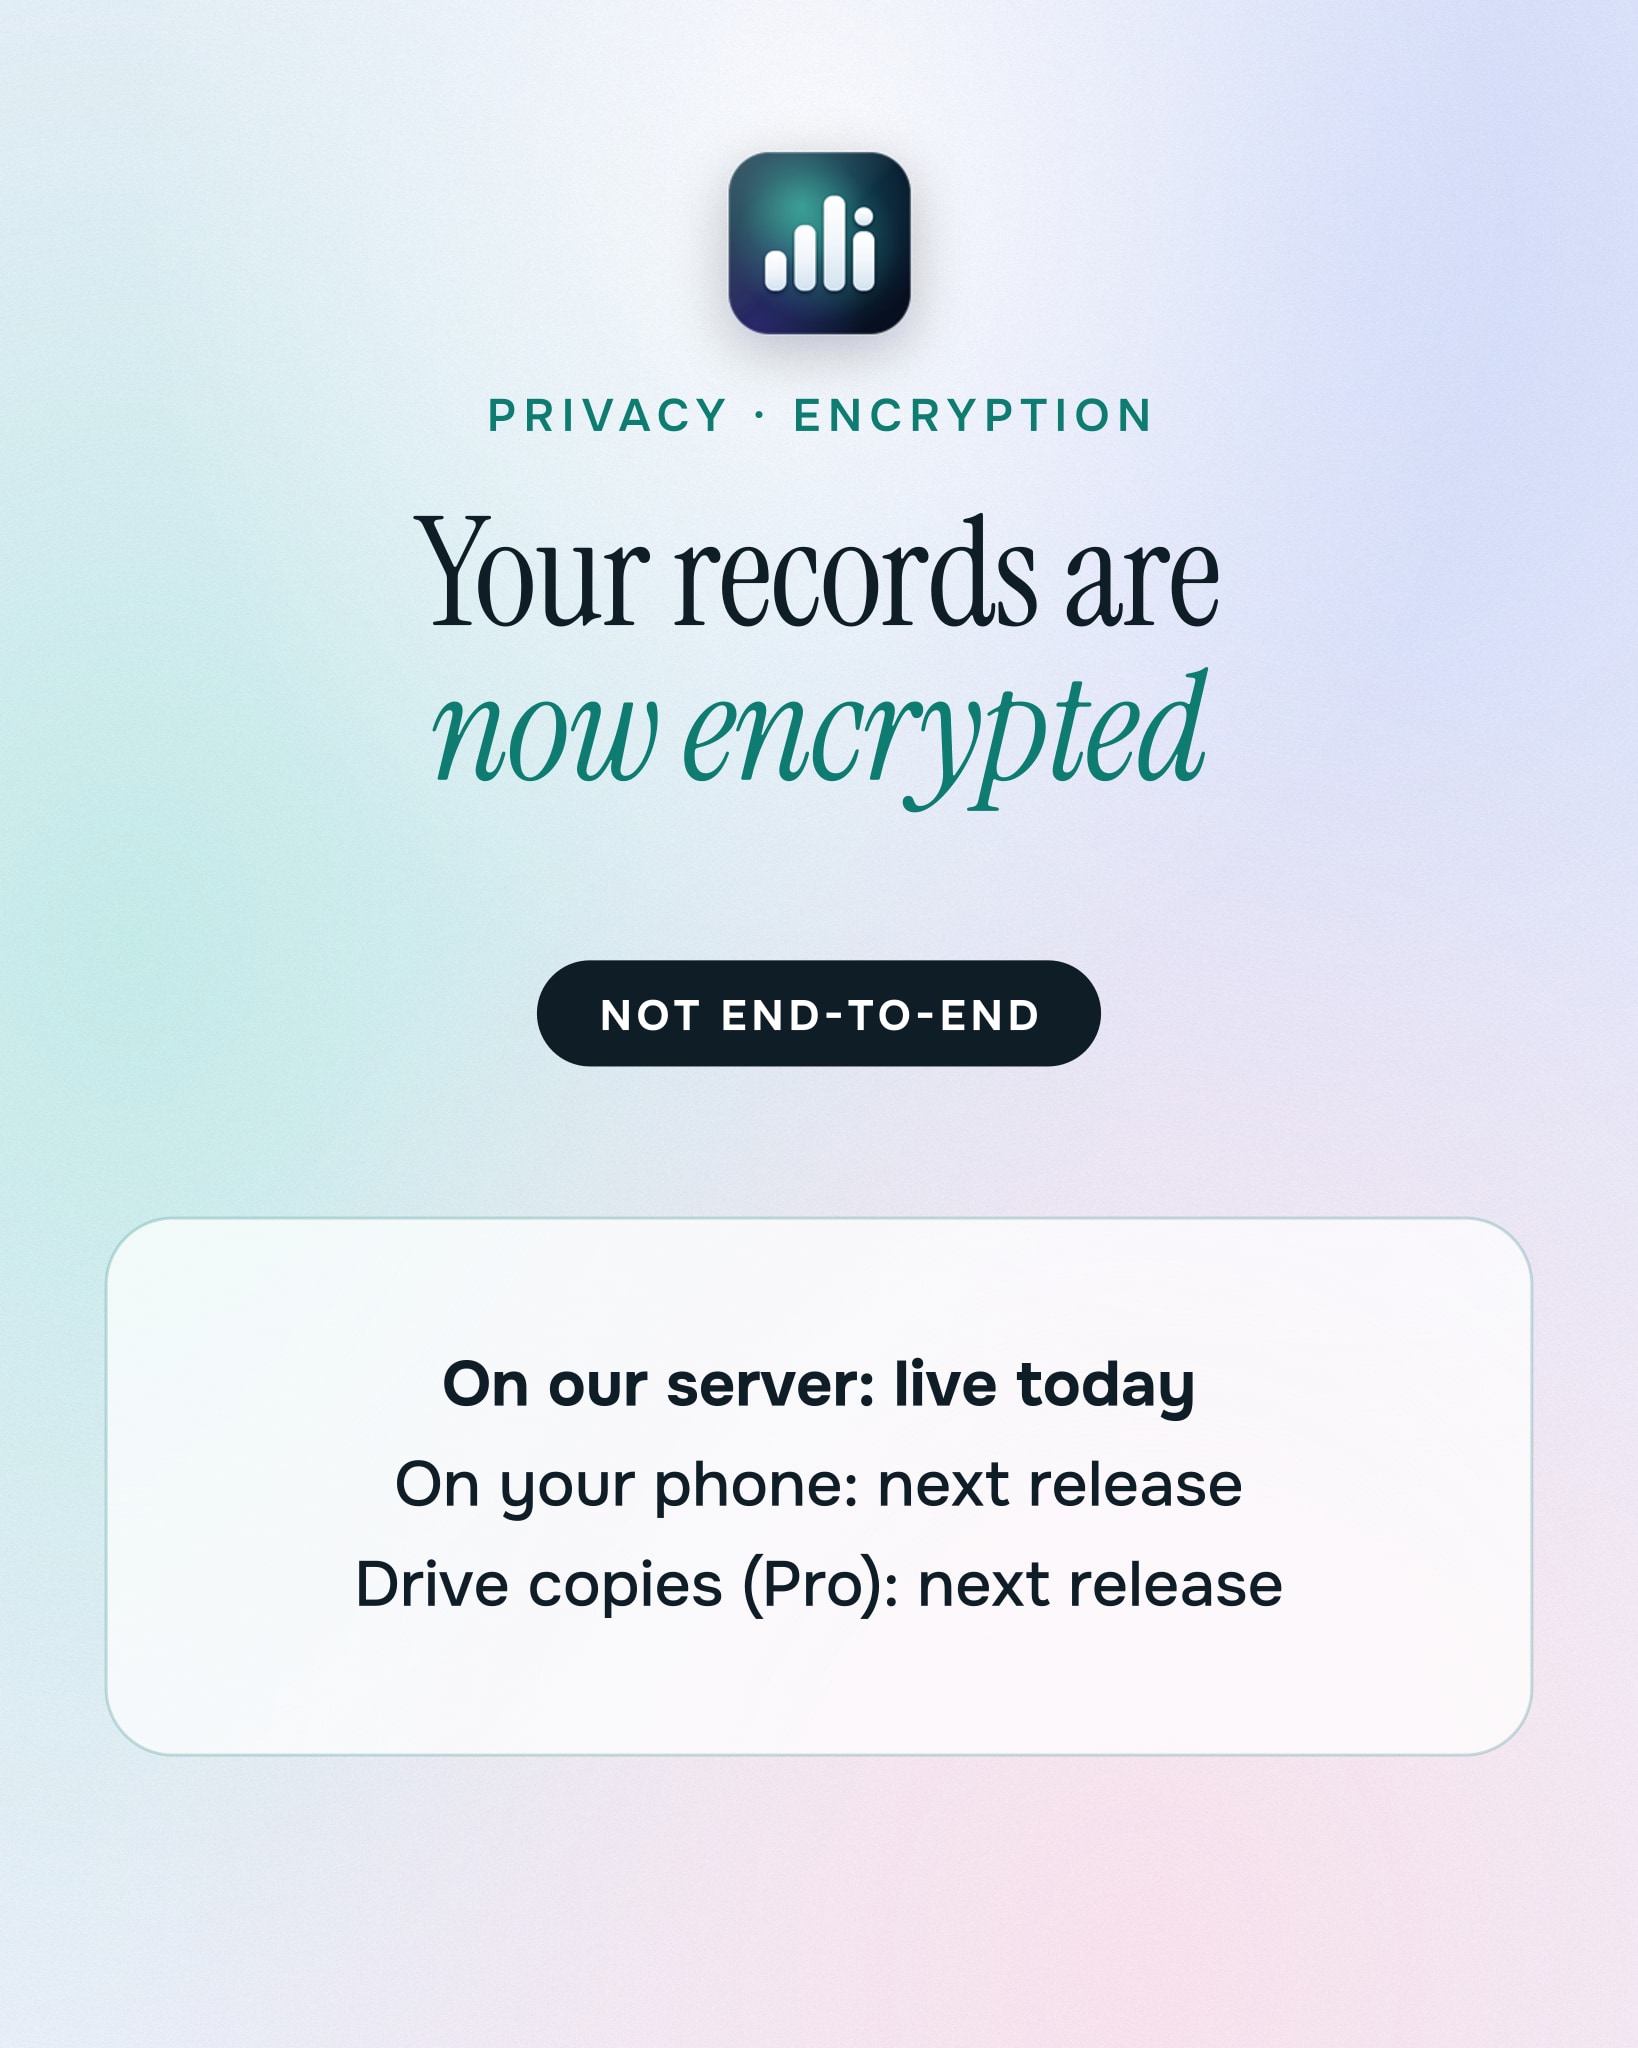 PRIVACY · ENCRYPTION
Your records are
now encrypted
NOT END-TO-END
On our server: live today
On your phone: next release
Drive copies (Pro): next release